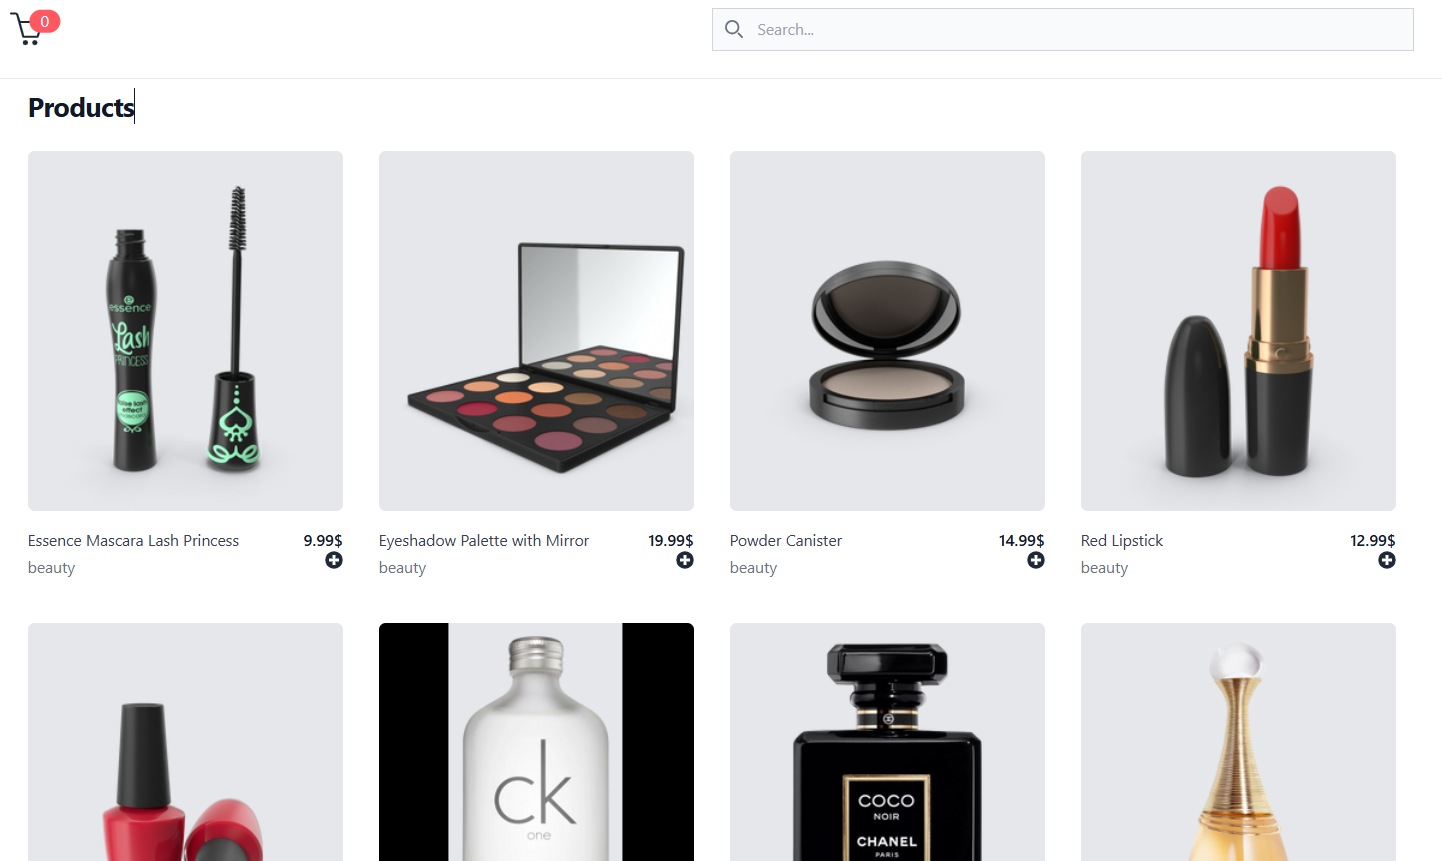 0
Search...
Products
essence
Lash
PRINCESS
false lash
effect
Essence Mascara Lash Princess
9.99$
beauty
Eyeshadow Palette with Mirror
19.99$
beauty
Powder Canister
14.99$
beauty
Red Lipstick
12.99$
beauty
ck
one
COCO
NOIR
CHANEL
PARIS